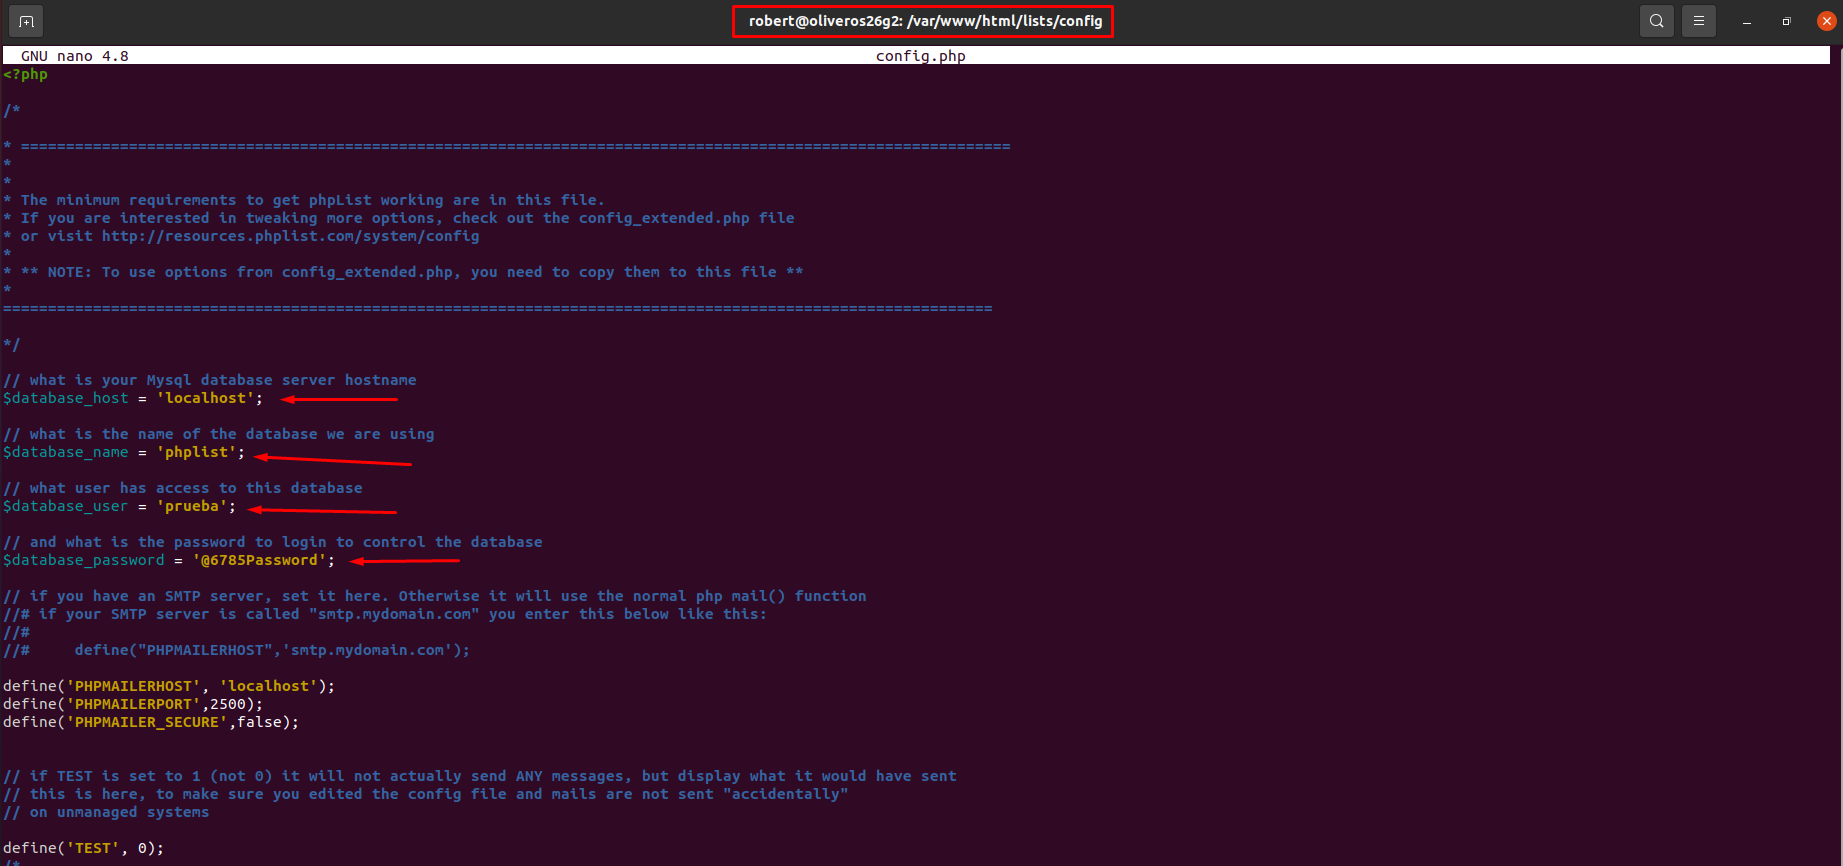 robert@oliveros26g2: /var/www/html/lists/config
GNU nano 4.8 config.php
<?php
/*
* ==============================================================================================================
*
*
* The minimum requirements to get phpList working are in this file.
* If you are interested in tweaking more options, check out the config_extended.php file
* or visit http://resources.phplist.com/system/config
*
* ** NOTE: To use options from config_extended.php, you need to copy them to this file **
*
==============================================================================================================
*/
// what is your Mysql database server hostname
$database_host = 'localhost';
// what is the name of the database we are using
$database_name = 'phplist';
// what user has access to this database
$database_user = 'prueba';
// and what is the password to login to control the database
$database_password = '@6785Password';
// if you have an SMTP server, set it here. Otherwise it will use the normal php mail() function
//# if your SMTP server is called "smtp.mydomain.com" you enter this below like this:
//#
//#     define("PHPMAILERHOST",'smtp.mydomain.com');
define('PHPMAILERHOST', 'localhost');
define('PHPMAILERPORT',2500);
define('PHPMAILER_SECURE',false);
// if TEST is set to 1 (not 0) it will not actually send ANY messages, but display what it would have sent
// this is here, to make sure you edited the config file and mails are not sent "accidentally"
// on unmanaged systems
define('TEST', 0);
/*